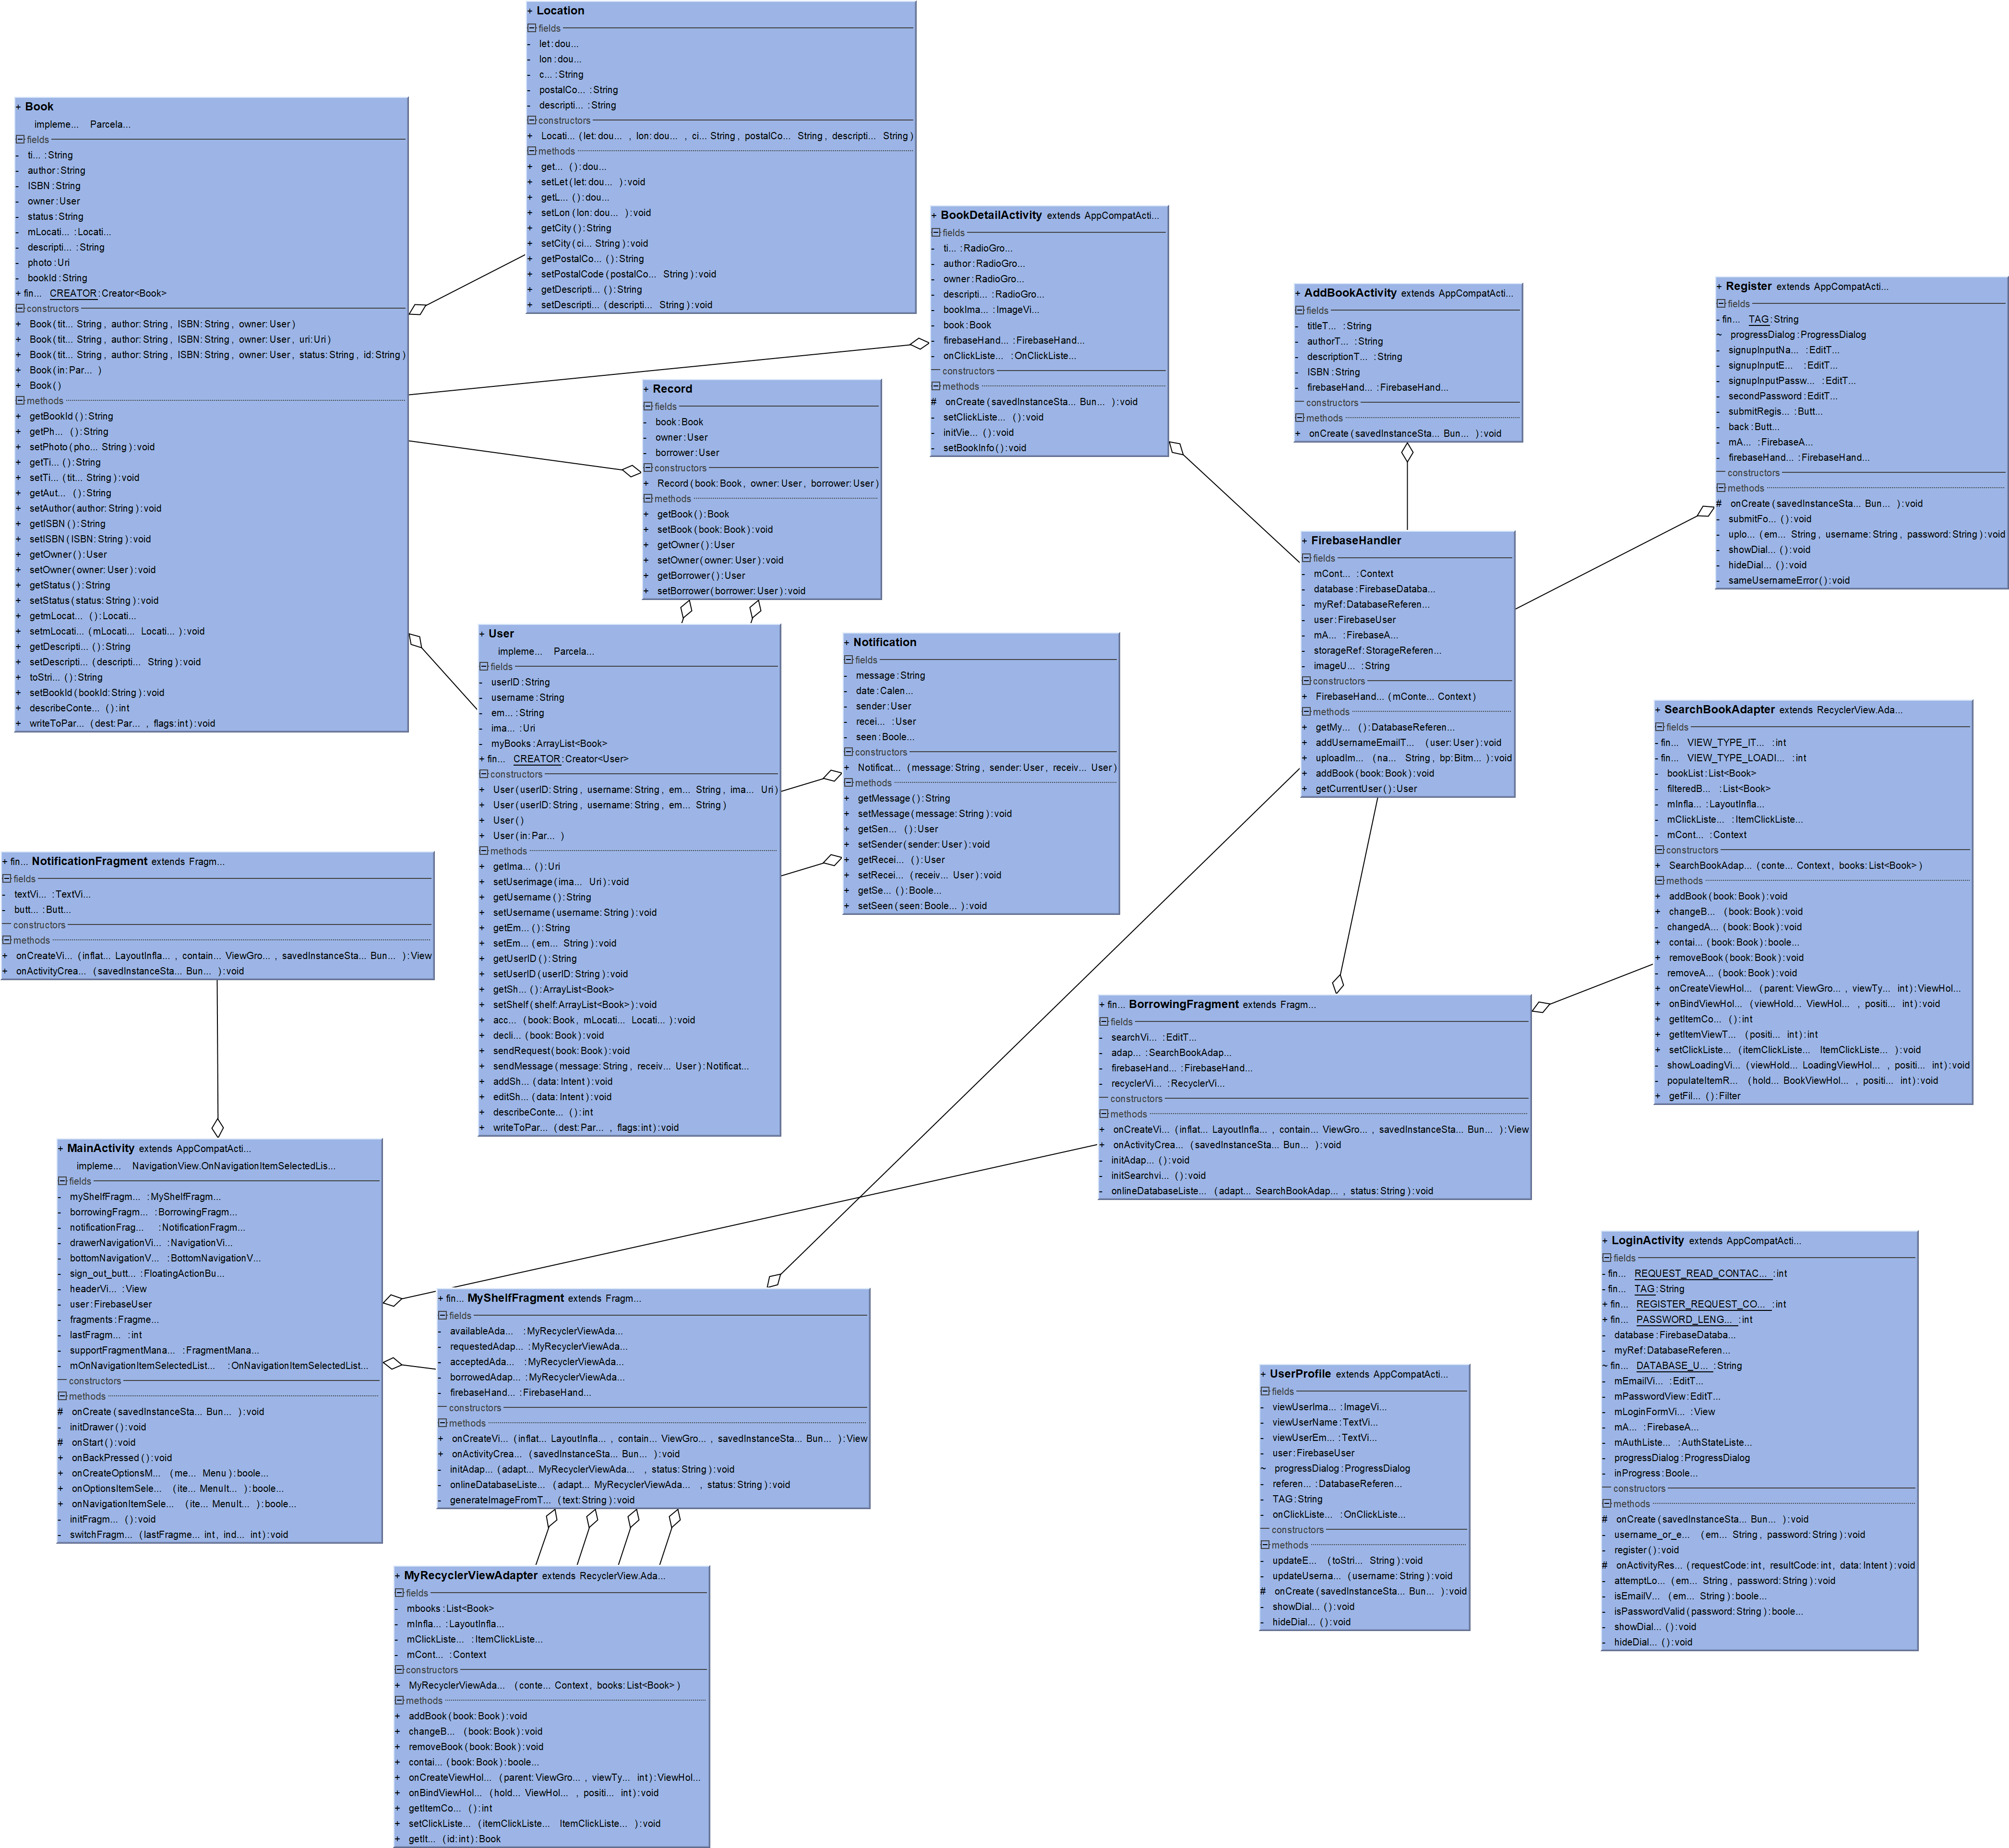 + Location
fields
- let:dou...
- lon:dou...
- c... :String
- postalCo... :String
- descripti... :String
constructors
+ Locati... (let:dou... , lon:dou... , ci... String, postalCo... String, descripti... String)
methods
+ get... ():dou...
+ setLet(let:dou... ):void
+ getL... ():dou...
+ setLon(lon:dou... ):void
+ getCity():String
+ setCity(ci... String):void
+ getPostalCo... ():String
+ setPostalCode(postalCo... String):void
+ getDescripti... ():String
+ setDescripti... (descripti... String):void
+ Book
impleme... Parcela...
fields
- ti... :String
- author:String
- ISBN:String
- owner:User
- status:String
- mLocati... :Locati...
- descripti... :String
- photo:Uri
- bookId:String
+ fin... CREATOR:Creator<Book>
constructors
+ Book(tit... String, author:String, ISBN:String, owner:User)
+ Book(tit... String, author:String, ISBN:String, owner:User, uri:Uri)
+ Book(tit... String, author:String, ISBN:String, owner:User, status:String, id:String)
+ Book(in:Par... )
+ Book()
methods
+ getBookId():String
+ getPh... ():String
+ setPhoto(pho... String):void
+ getTi... ():String
+ setTi... (tit... String):void
+ getAut... ():String
+ setAuthor(author:String):void
+ getISBN():String
+ setISBN(ISBN:String):void
+ getOwner():User
+ setOwner(owner:User):void
+ getStatus():String
+ setStatus(status:String):void
+ getmLocat... ():Locati...
+ setmLocati... (mLocati... Locati... ):void
+ getDescripti... ():String
+ setDescripti... (descripti... String):void
+ toStri... ():String
+ setBookId(bookId:String):void
+ describeConte... ():int
+ writeToPar... (dest:Par... , flags:int):void
+ BookDetailActivity extends AppCompatActi...
fields
- ti... :RadioGro...
- author:RadioGro...
- owner:RadioGro...
- descripti... :RadioGro...
- bookIma... :ImageVi...
- book:Book
- firebaseHand... :FirebaseHand...
- onClickListe... :OnClickListe...
constructors
methods
# onCreate(savedInstanceSta... Bun... ):void
- setClickListe... ():void
- initVie... ():void
- setBookInfo():void
+ AddBookActivity extends AppCompatActi...
fields
- titleT... :String
- authorT... :String
- descriptionT... :String
- ISBN:String
- firebaseHand... :FirebaseHand...
constructors
methods
+ onCreate(savedInstanceSta... Bun... ):void
+ Register extends AppCompatActi...
fields
- fin... TAG:String
~ progressDialog:ProgressDialog
- signupInputNa... :EditT...
- signupInputE... :EditT...
- signupInputPassw... :EditT...
- secondPassword:EditT...
- submitRegis... :Butt...
- back:Butt...
- mA... :FirebaseA...
- firebaseHand... :FirebaseHand...
constructors
methods
# onCreate(savedInstanceSta... Bun... ):void
- submitFo... ():void
- uplo... (em... String, username:String, password:String):void
- showDial... ():void
- hideDial... ():void
- sameUsernameError():void
+ Record
fields
- book:Book
- owner:User
- borrower:User
constructors
+ Record(book:Book, owner:User, borrower:User)
methods
+ getBook():Book
+ setBook(book:Book):void
+ getOwner():User
+ setOwner(owner:User):void
+ getBorrower():User
+ setBorrower(borrower:User):void
+ FirebaseHandler
fields
- mCont... :Context
- database:FirebaseDataba...
- myRef:DatabaseReferen...
- user:FirebaseUser
- mA... :FirebaseA...
- storageRef:StorageReferen...
- imageU... :String
constructors
+ FirebaseHand... (mConte... Context)
methods
+ getMy... ():DatabaseReferen...
+ addUsernameEmailT... (user:User):void
+ uploadIm... (na... String, bp:Bitm... ):void
+ addBook(book:Book):void
+ getCurrentUser():User
+ User
impleme... Parcela...
fields
- userID:String
- username:String
- em... :String
- ima... :Uri
- myBooks:ArrayList<Book>
+ fin... CREATOR:Creator<User>
constructors
+ User(userID:String, username:String, em... String, ima... Uri)
+ User(userID:String, username:String, em... String)
+ User()
+ User(in:Par... )
methods
+ getIma... ():Uri
+ setUserimage(ima... Uri):void
+ getUsername():String
+ setUsername(username:String):void
+ getEm... ():String
+ setEm... (em... String):void
+ getUserID():String
+ setUserID(userID:String):void
+ getSh... ():ArrayList<Book>
+ setShelf(shelf:ArrayList<Book>):void
+ acc... (book:Book, mLocati... Locati... ):void
+ decli... (book:Book):void
+ sendRequest(book:Book):void
+ sendMessage(message:String, receiv... User):Notificat...
+ addSh... (data:Intent):void
+ editSh... (data:Intent):void
+ describeConte... ():int
+ writeToPar... (dest:Par... , flags:int):void
+ Notification
fields
- message:String
- date:Calen...
- sender:User
- recei... :User
- seen:Boole...
constructors
+ Notificat... (message:String, sender:User, receiv... User)
methods
+ getMessage():String
+ setMessage(message:String):void
+ getSen... ():User
+ setSender(sender:User):void
+ getRecei... ():User
+ setRecei... (receiv... User):void
+ getSe... ():Boole...
+ setSeen(seen:Boole... ):void
+ SearchBookAdapter extends RecyclerView.Ada...
fields
- fin... VIEW_TYPE_IT... :int
- fin... VIEW_TYPE_LOADI... :int
- bookList:List<Book>
- filteredB... :List<Book>
- mInfla... :LayoutInfla...
- mClickListe... :ItemClickListe...
- mCont... :Context
constructors
+ SearchBookAdap... (conte... Context, books:List<Book>)
methods
+ addBook(book:Book):void
+ changeB... (book:Book):void
- changedA... (book:Book):void
+ contai... (book:Book):boole...
+ removeBook(book:Book):void
- removeA... (book:Book):void
+ onCreateViewHol... (parent:ViewGro... , viewTy... int):ViewHol...
+ onBindViewHol... (viewHold... ViewHol... , positi... int):void
+ getItemCo... ():int
+ getItemViewT... (positi... int):int
+ setClickListe... (itemClickListe... ItemClickListe... ):void
- showLoadingVi... (viewHold... LoadingViewHol... , positi... int):void
- populateItemR... (hold... BookViewHol... , positi... int):void
+ getFil... ():Filter
+ fin... NotificationFragment extends Fragm...
fields
- textVi... :TextVi...
- butt... :Butt...
constructors
methods
+ onCreateVi... (inflat... LayoutInfla... , contain... ViewGro... , savedInstanceSta... Bun... ):View
+ onActivityCrea... (savedInstanceSta... Bun... ):void
+ fin... BorrowingFragment extends Fragm...
fields
- searchVi... :EditT...
- adap... :SearchBookAdap...
- firebaseHand... :FirebaseHand...
- recyclerVi... :RecyclerVi...
constructors
methods
+ onCreateVi... (inflat... LayoutInfla... , contain... ViewGro... , savedInstanceSta... Bun... ):View
+ onActivityCrea... (savedInstanceSta... Bun... ):void
- initAdap... ():void
- initSearchvi... ():void
- onlineDatabaseListe... (adapt... SearchBookAdap... , status:String):void
+ MainActivity extends AppCompatActi...
impleme... NavigationView.OnNavigationItemSelectedLis...
fields
- myShelfFragm... :MyShelfFragm...
- borrowingFragm... :BorrowingFragm...
- notificationFrag... :NotificationFragm...
- drawerNavigationVi... :NavigationVi...
- bottomNavigationV... :BottomNavigationV...
- sign_out_butt... :FloatingActionBu...
- headerVi... :View
- user:FirebaseUser
- fragments:Fragme...
- lastFragm... :int
- supportFragmentMana... :FragmentMana...
- mOnNavigationItemSelectedList... :OnNavigationItemSelectedList...
constructors
methods
# onCreate(savedInstanceSta... Bun... ):void
- initDrawer():void
# onStart():void
+ onBackPressed():void
+ onCreateOptionsM... (me... Menu):boole...
+ onOptionsItemSele... (ite... MenuIt... ):boole...
+ onNavigationItemSele... (ite... MenuIt... ):boole...
- initFragm... ():void
- switchFragm... (lastFragme... int, ind... int):void
+ fin... MyShelfFragment extends Fragm...
fields
- availableAda... :MyRecyclerViewAda...
- requestedAdap... :MyRecyclerViewAda...
- acceptedAda... :MyRecyclerViewAda...
- borrowedAdap... :MyRecyclerViewAda...
- firebaseHand... :FirebaseHand...
constructors
methods
+ onCreateVi... (inflat... LayoutInfla... , contain... ViewGro... , savedInstanceSta... Bun... ):View
+ onActivityCrea... (savedInstanceSta... Bun... ):void
- initAdap... (adapt... MyRecyclerViewAda... , status:String):void
- onlineDatabaseListe... (adapt... MyRecyclerViewAda... , status:String):void
- generateImageFromT... (text:String):void
+ LoginActivity extends AppCompatActi...
fields
- fin... REQUEST_READ_CONTAC... :int
- fin... TAG:String
+ fin... REGISTER_REQUEST_CO... :int
+ fin... PASSWORD_LENG... :int
- database:FirebaseDataba...
- myRef:DatabaseReferen...
~ fin... DATABASE_U... :String
- mEmailVi... :EditT...
- mPasswordView:EditT...
- mLoginFormVi... :View
- mA... :FirebaseA...
- mAuthListe... :AuthStateListe...
- progressDialog:ProgressDialog
- inProgress:Boole...
constructors
methods
# onCreate(savedInstanceSta... Bun... ):void
- username_or_e... (em... String, password:String):void
- register():void
# onActivityRes... (requestCode:int, resultCode:int, data:Intent):void
- attemptLo... (em... String, password:String):void
- isEmailV... (em... String):boole...
- isPasswordValid(password:String):boole...
- showDial... ():void
- hideDial... ():void
+ UserProfile extends AppCompatActi...
fields
- viewUserIma... :ImageVi...
- viewUserName:TextVi...
- viewUserEm... :TextVi...
- user:FirebaseUser
~ progressDialog:ProgressDialog
- referen... :DatabaseReferen...
- TAG:String
- onClickListe... :OnClickListe...
constructors
methods
- updateE... (toStri... String):void
- updateUserna... (username:String):void
# onCreate(savedInstanceSta... Bun... ):void
- showDial... ():void
- hideDial... ():void
+ MyRecyclerViewAdapter extends RecyclerView.Ada...
fields
- mbooks:List<Book>
- mInfla... :LayoutInfla...
- mClickListe... :ItemClickListe...
- mCont... :Context
constructors
+ MyRecyclerViewAda... (conte... Context, books:List<Book>)
methods
+ addBook(book:Book):void
+ changeB... (book:Book):void
+ removeBook(book:Book):void
+ contai... (book:Book):boole...
+ onCreateViewHol... (parent:ViewGro... , viewTy... int):ViewHol...
+ onBindViewHol... (hold... ViewHol... , positi... int):void
+ getItemCo... ():int
+ setClickListe... (itemClickListe... ItemClickListe... ):void
+ getIt... (id:int):Book